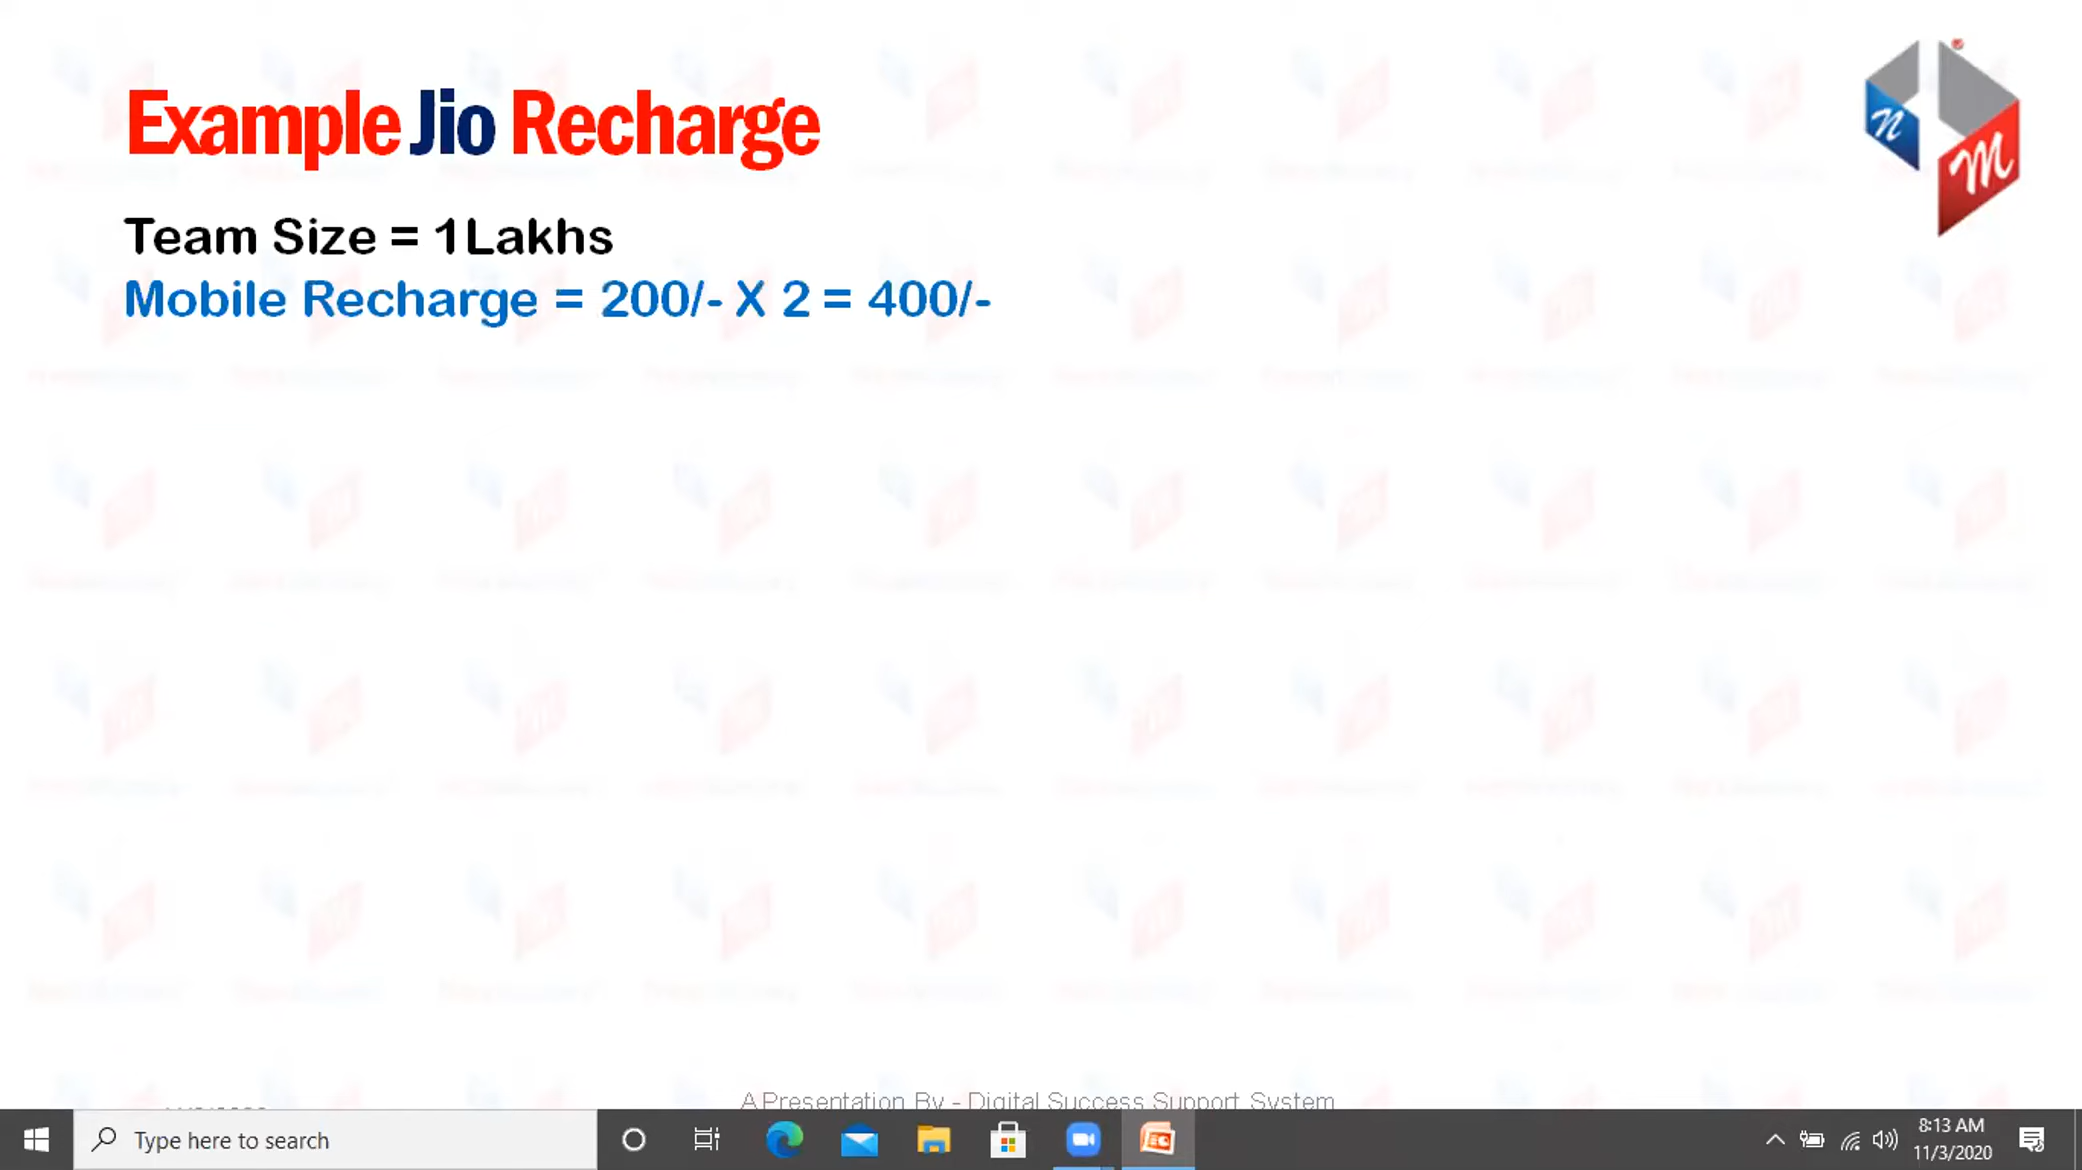 Example Jio Recharge
n
M
Team Size = 1Lakhs
Mobile Recharge = 200/- X 2 = 400/-
A Presentation By - Digital Success Support System
Type here to search
8:13 AM
11/3/2020